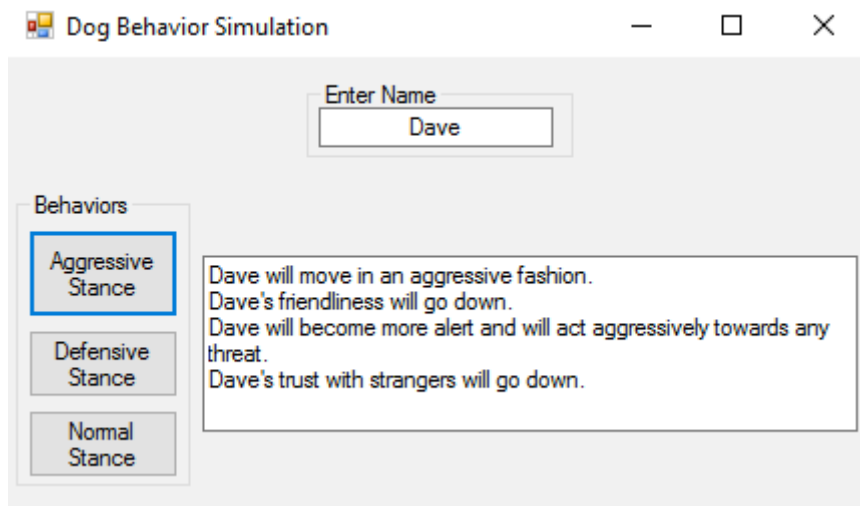 Dog Behavior Simulation
Enter Name
Dave
Behaviors
Aggressive
Stance
Defensive
Stance
Normal
Stance
Dave will move in an aggressive fashion.
Dave's friendliness will go down.
Dave will become more alert and will act aggressively towards any
threat.
Dave's trust with strangers will go down.